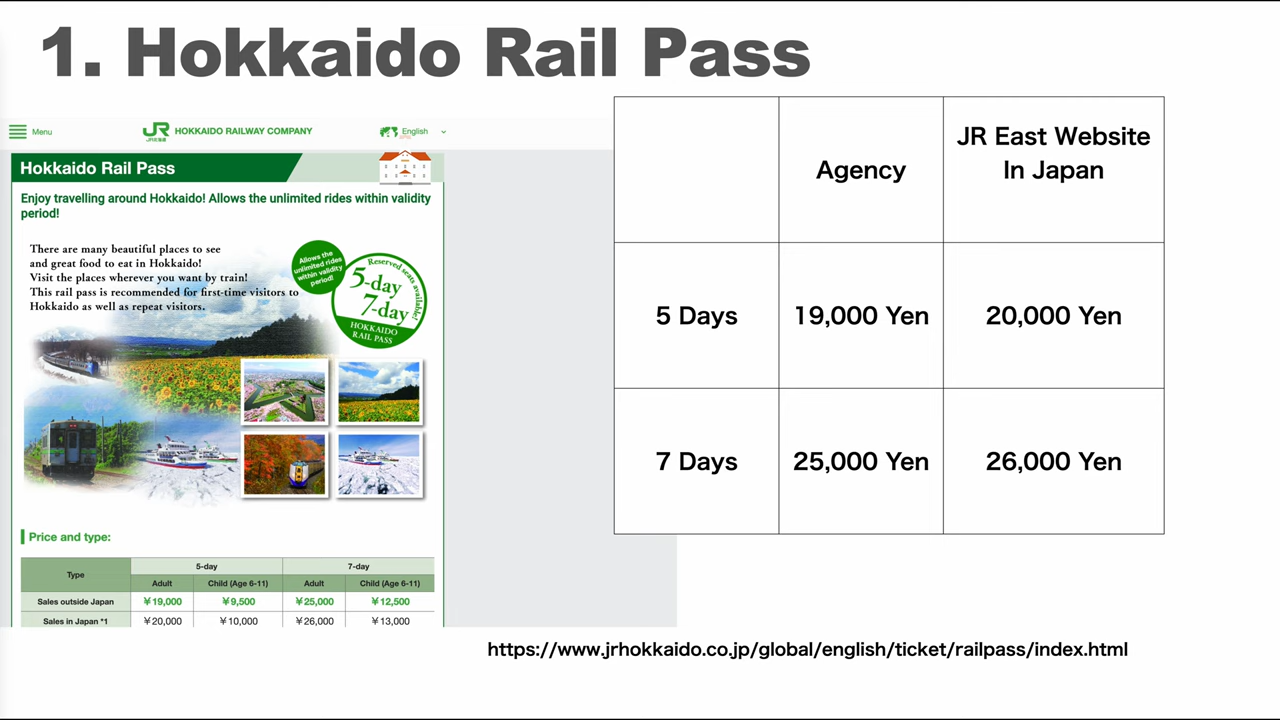 1. Hokkaido Rail Pass
Menu
JR
JR北海道
HOKKAIDO RAILWAY COMPANY
English
Hokkaido Rail Pass
Enjoy travelling around Hokkaido! Allows the unlimited rides within validity
period!
There are many beautiful places to see
and great food to eat in Hokkaido!
Visit the places wherever you want by train!
This rail pass is recommended for first-time visitors to
Hokkaido as well as repeat visitors.
Allows the
unlimited rides
within validity
period!
Reserved seats available!
5-day
7-day
HOKKAIDO
RAIL PASS
Price and type:
Type
5-day
7-day
Adult
Child (Age 6-11)
Adult
Child (Age 6-11)
Sales outside Japan
¥19,000
¥9,500
¥25,000
¥12,500
Sales in Japan *1
¥20,000
¥10,000
¥26,000
¥13,000
Agency
JR East Website
In Japan
5 Days
19,000 Yen
20,000 Yen
7 Days
25,000 Yen
26,000 Yen
https://www.jrhokkaido.co.jp/global/english/ticket/railpass/index.html